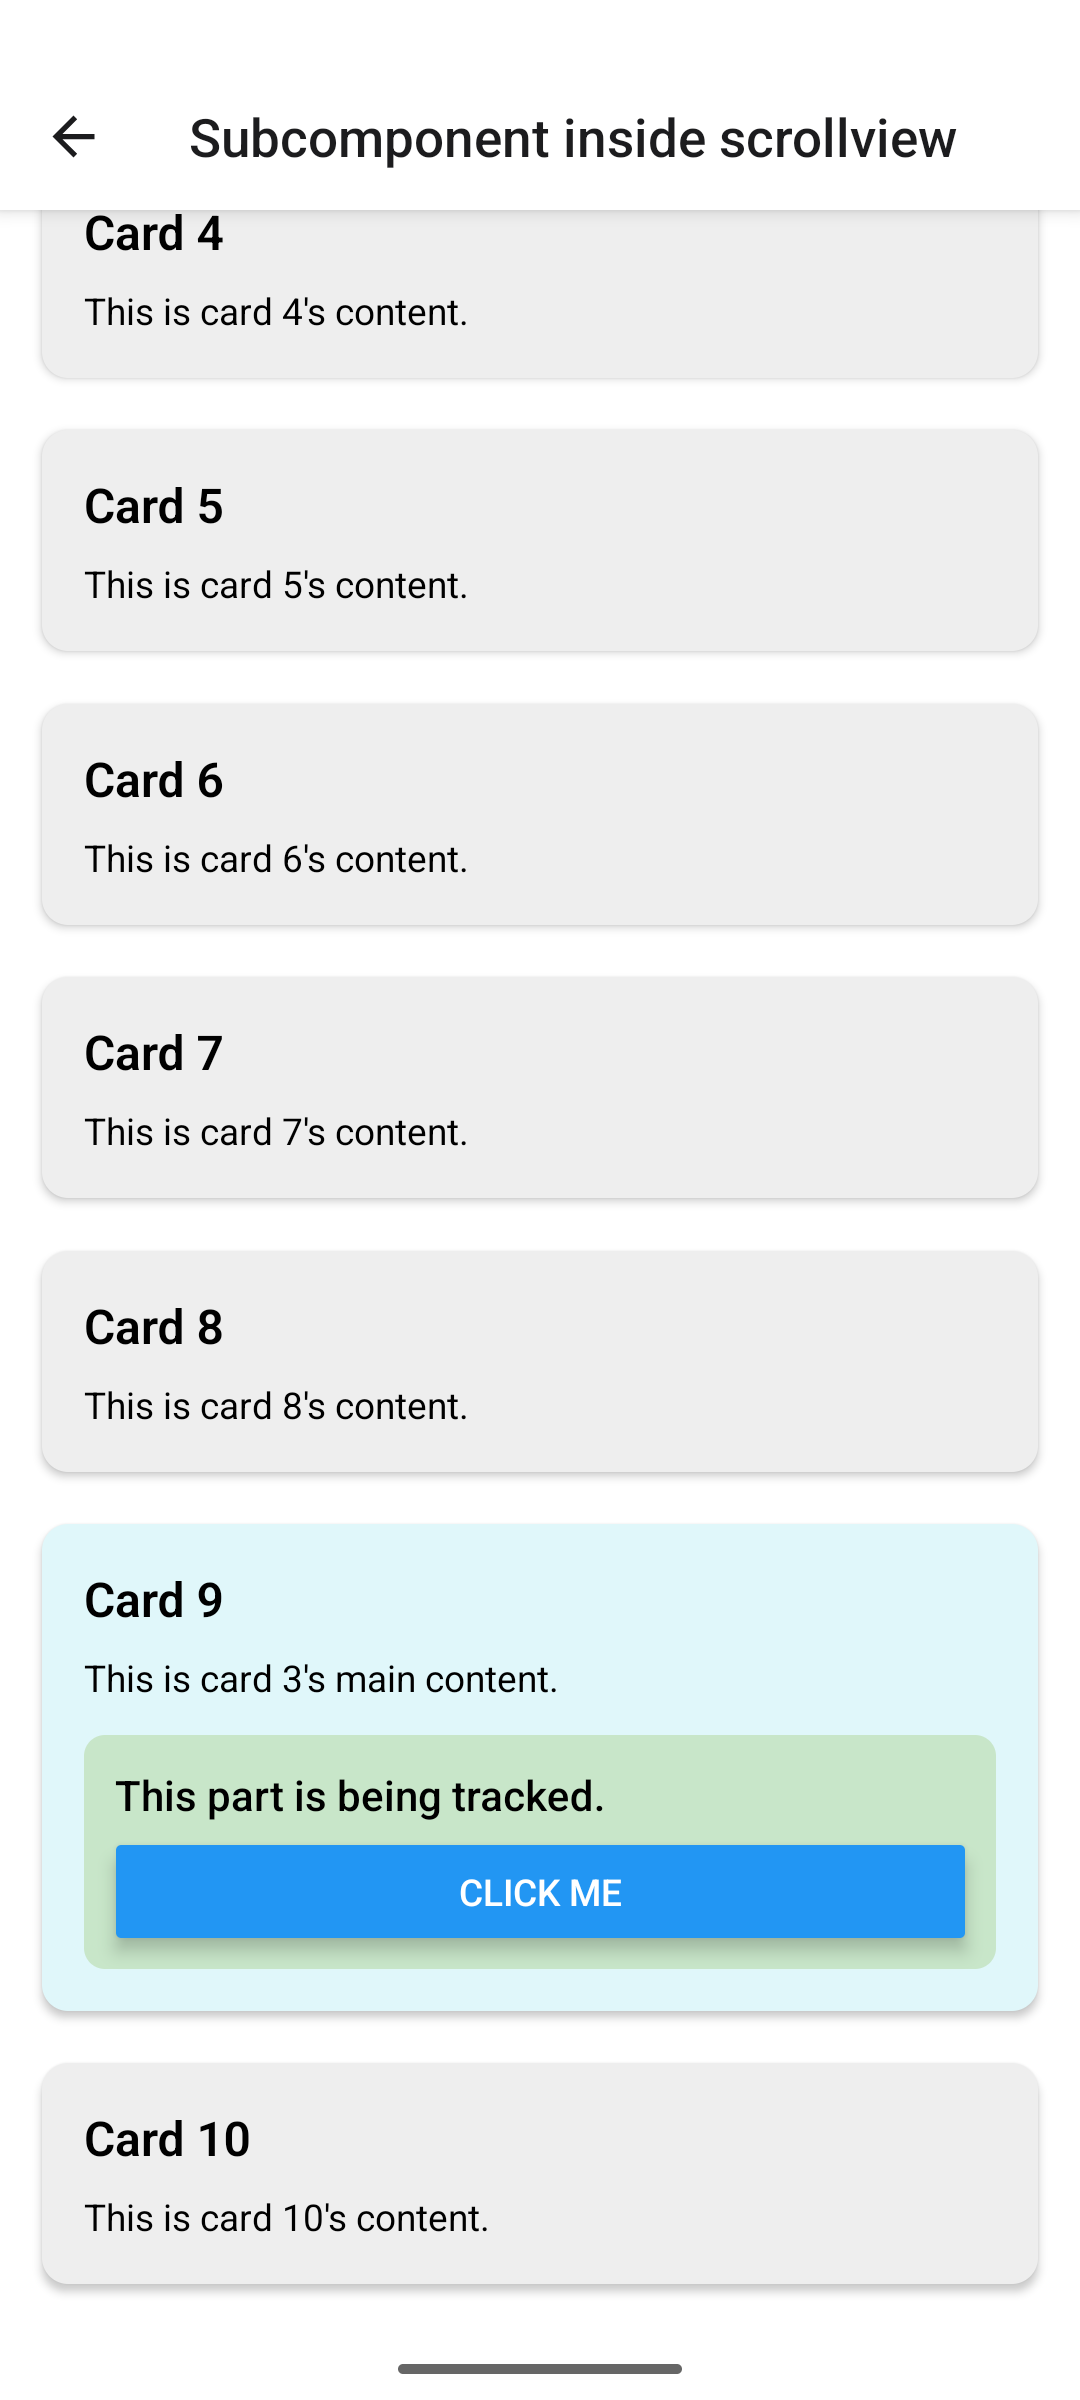 Subcomponent inside scrollview
Card 4
This is card 4's content.
Card 5
This is card 5's content.
Card 6
This is card 6's content.
Card 7
This is card 7's content.
Card 8
This is card 8's content.
Card 9
This is card 3's main content.
This part is being tracked.
CLICK ME
Card 10
This is card 10's content.